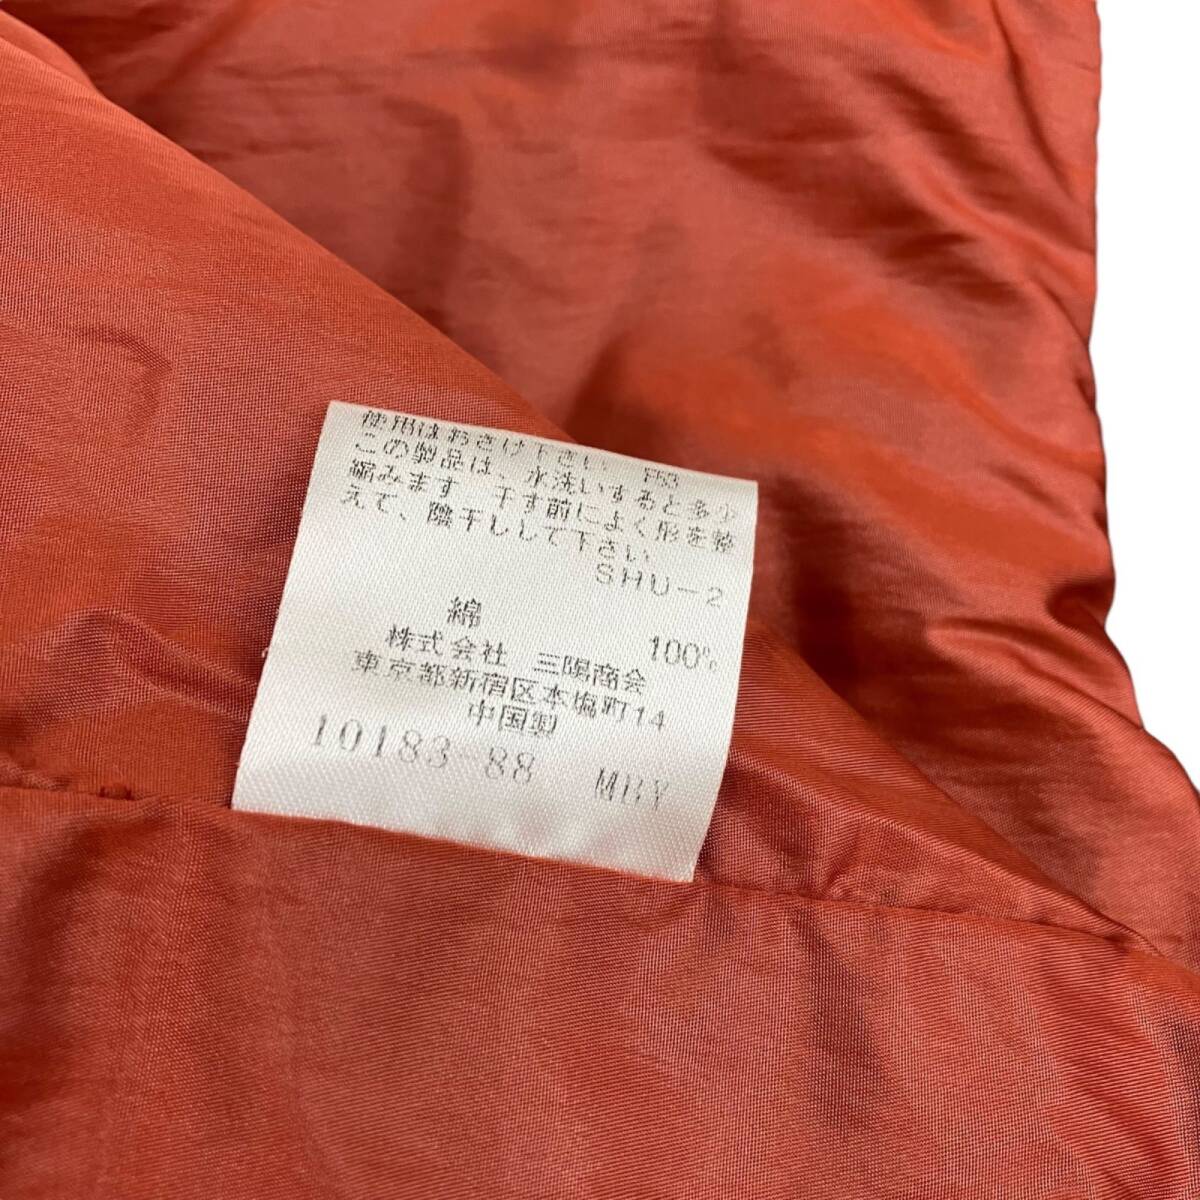 使用はおさけ下さい F53
この製品は、水洗いすると多少
縮みます 干す前によく形を整
えて、陰干しして下さい
SHU-2
綿 100%
株式会社 三陽商会
東京都新宿区本塩町14
中国製
10183-88 MBY